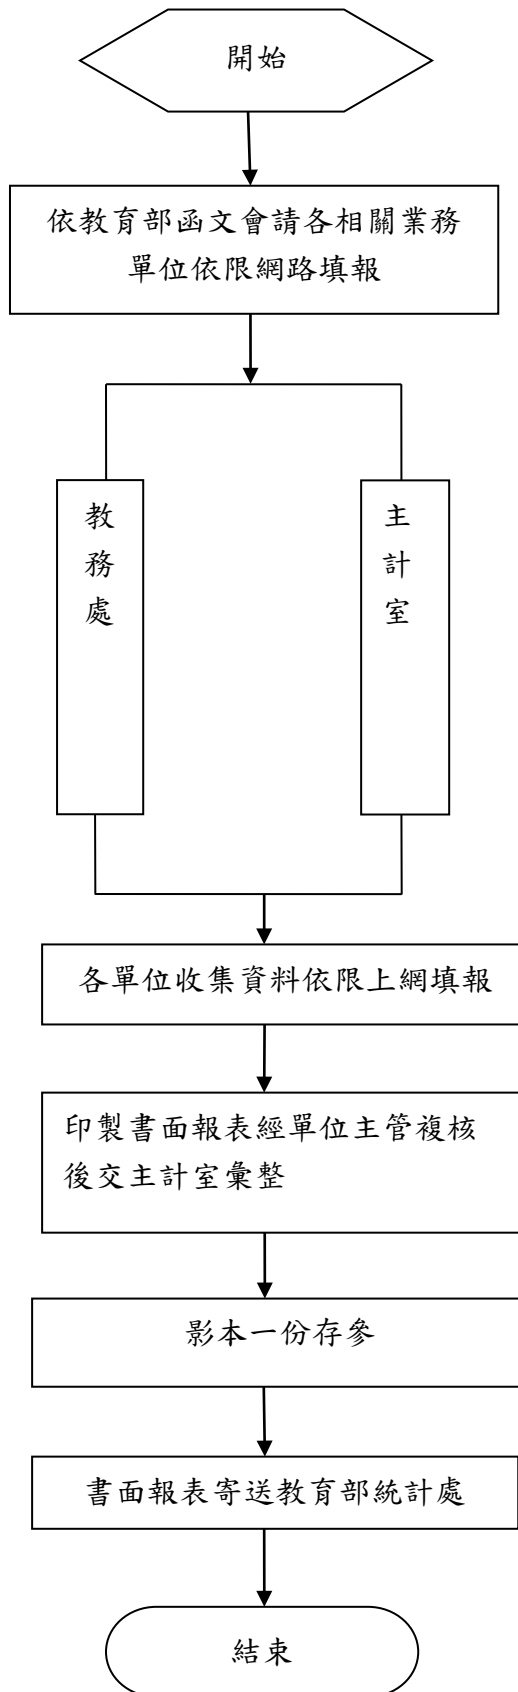 開始
依教育部函文會請各相關業務
單位依限網路填報
教務處
主計室
各單位收集資料依限上網填報
印製書面報表經單位主管複核
後交主計室彙整
影本一份存參
書面報表寄送教育部統計處
結束